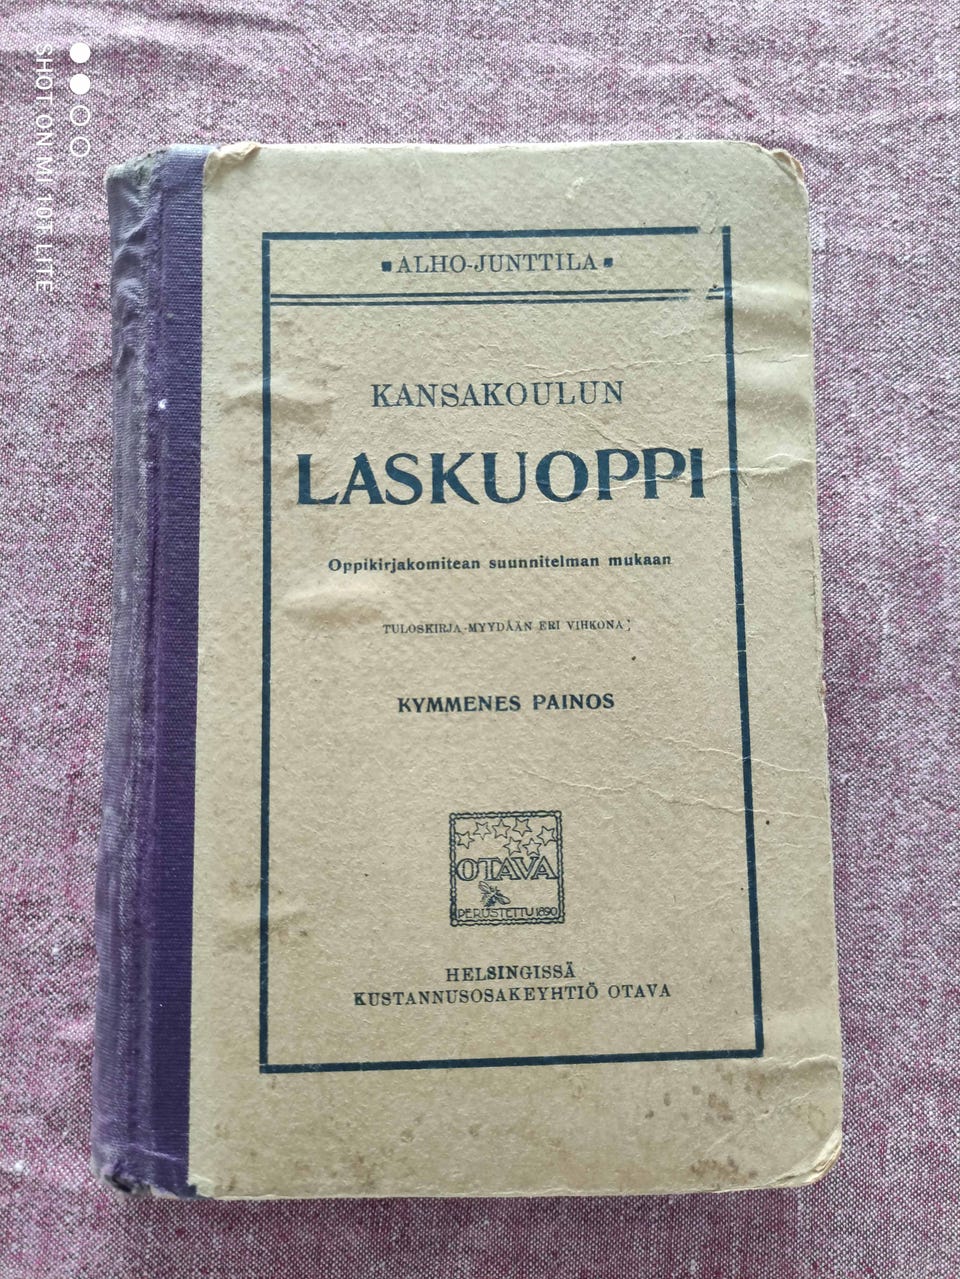 ▪ALHO-JUNTTILA▪
KANSAKOULUN
LASKUOPPI
Oppikirjakomitean suunnitelman mukaan
TULOSKIRJA MYYDÄÄN ERI VIHKONA
KYMMENES PAINOS
OTAVA
PERUSTETTU 1890
HELSINGISSÄ
KUSTANNUSOSAKEYHTIÖ OTAVA
SHOT ON MI 10T LITE